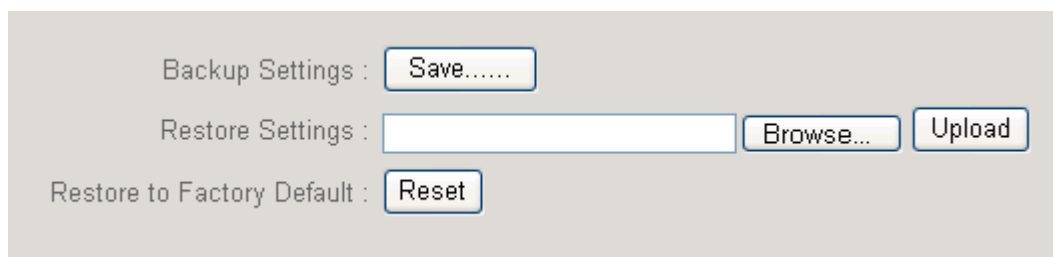 Backup Settings : Save......
Restore Settings : Browse... Upload
Restore to Factory Default : Reset